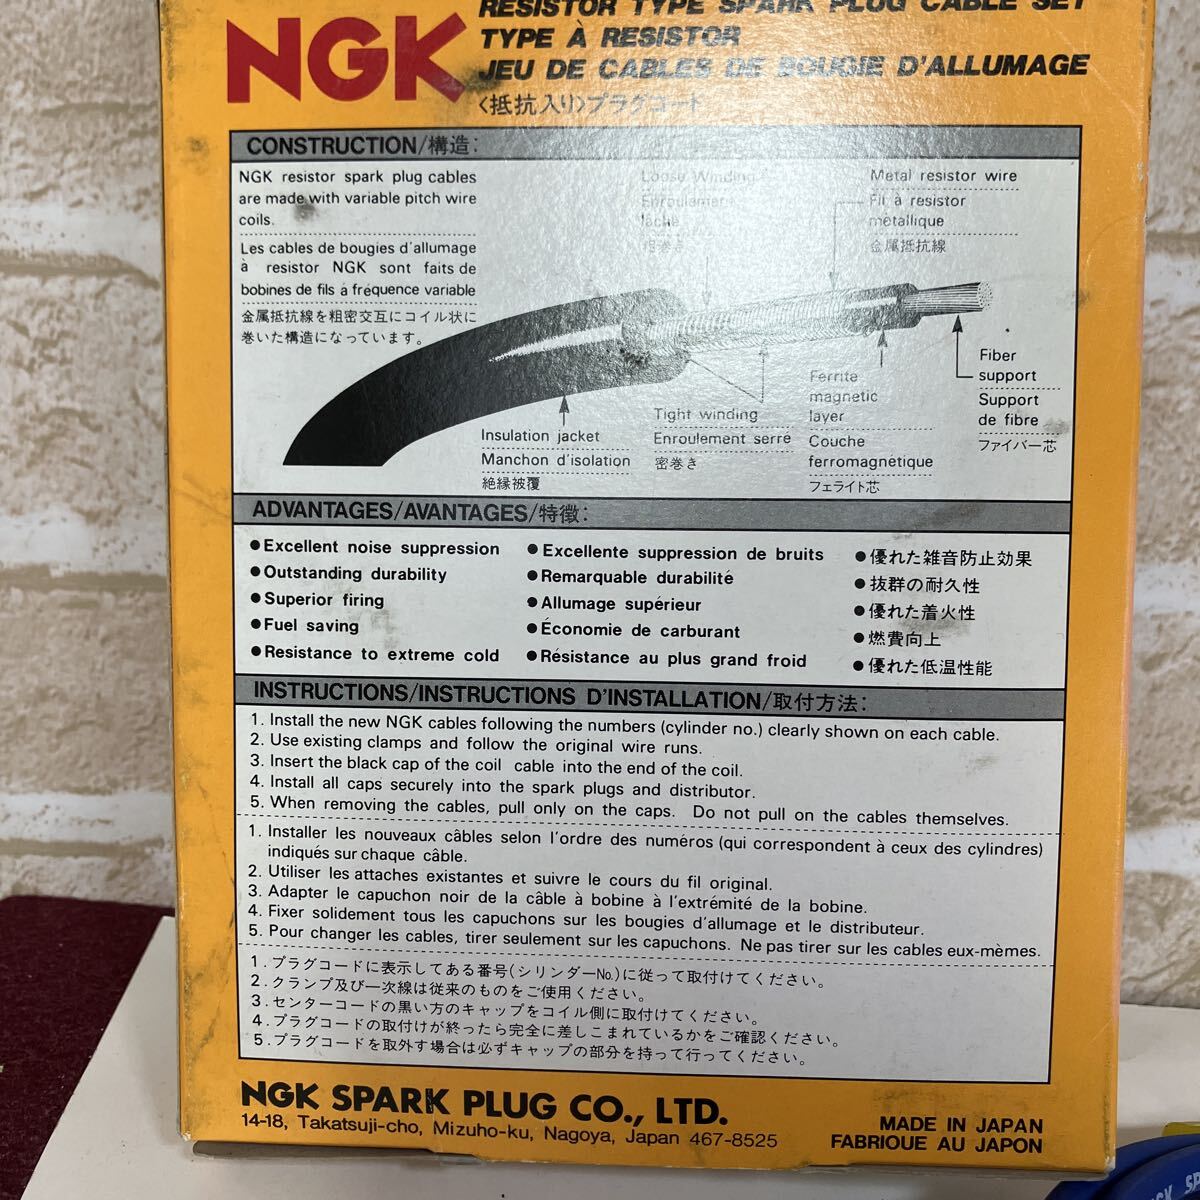 NGK
RESISTOR TYPE SPARK PLUG CABLE SET
TYPE À RESISTOR
JEU DE CABLES DE BOUGIE D'ALLUMAGE
〈抵抗入り〉プラグコード
CONSTRUCTION/構造:
NGK resistor spark plug cables
are made with variable pitch wire
coils.
Les cables de bougies d'allumage
à resistor NGK sont faits de
bobines de fils á fréquence variable
金属抵抗線を粗密交互にコイル状に
巻いた構造になっています。
Loose Winding
Enroulement
lâche
粗巻き
Metal resistor wire
Fil à resistor
métallique
金属抵抗線
Fiber
support
Support
de fibre
ファイバー芯
Ferrite
magnetic
layer
Couche
ferromagnétique
フェライト芯
Tight winding
Enroulement serré
密巻き
Insulation jacket
Manchon d'isolation
絶縁被覆
ADVANTAGES/AVANTAGES/特徴:
●Excellent noise suppression
●Outstanding durability
●Superior firing
●Fuel saving
●Resistance to extreme cold
●Excellente suppression de bruits
●Remarquable durabilité
●Allumage supérieur
●Économie de carburant
●Résistance au plus grand froid
●優れた雑音防止効果
●抜群の耐久性
●優れた着火性
●燃費向上
●優れた低温性能
INSTRUCTIONS/INSTRUCTIONS D'INSTALLATION/取付方法:
1. Install the new NGK cables following the numbers (cylinder no.) clearly shown on each cable.
2. Use existing clamps and follow the original wire runs.
3. Insert the black cap of the coil cable into the end of the coil.
4. Install all caps securely into the spark plugs and distributor.
5. When removing the cables, pull only on the caps. Do not pull on the cables themselves.
1. Installer les nouveaux câbles selon l'ordre des numéros (qui correspondent à ceux des cylindres)
indiqués sur chaque câble.
2. Utiliser les attaches existantes et suivre le cours du fil original.
3. Adapter le capuchon noir de la câble à bobine à l'extrémité de la bobine.
4. Fixer solidement tous les capuchons sur les bougies d'allumage et le distributeur.
5. Pour changer les cables, tirer seulement sur les capuchons. Ne pas tirer sur les cables eux-mèmes.
1. プラグコードに表示してある番号(シリンダーNo.)に従って取付けてください。
2. クランプ及び一次線は従来のものをご使用ください。
3. センターコードの黒い方のキャップをコイル側に取付けてください。
4. プラグコードの取付けが終ったら完全に差しこまれているかをご確認ください。
5. プラグコードを取外す場合は必ずキャップの部分を持って行ってください。
NGK SPARK PLUG CO., LTD.
14-18, Takatsuji-cho, Mizuho-ku, Nagoya, Japan 467-8525
MADE IN JAPAN
FABRIQUE AU JAPON